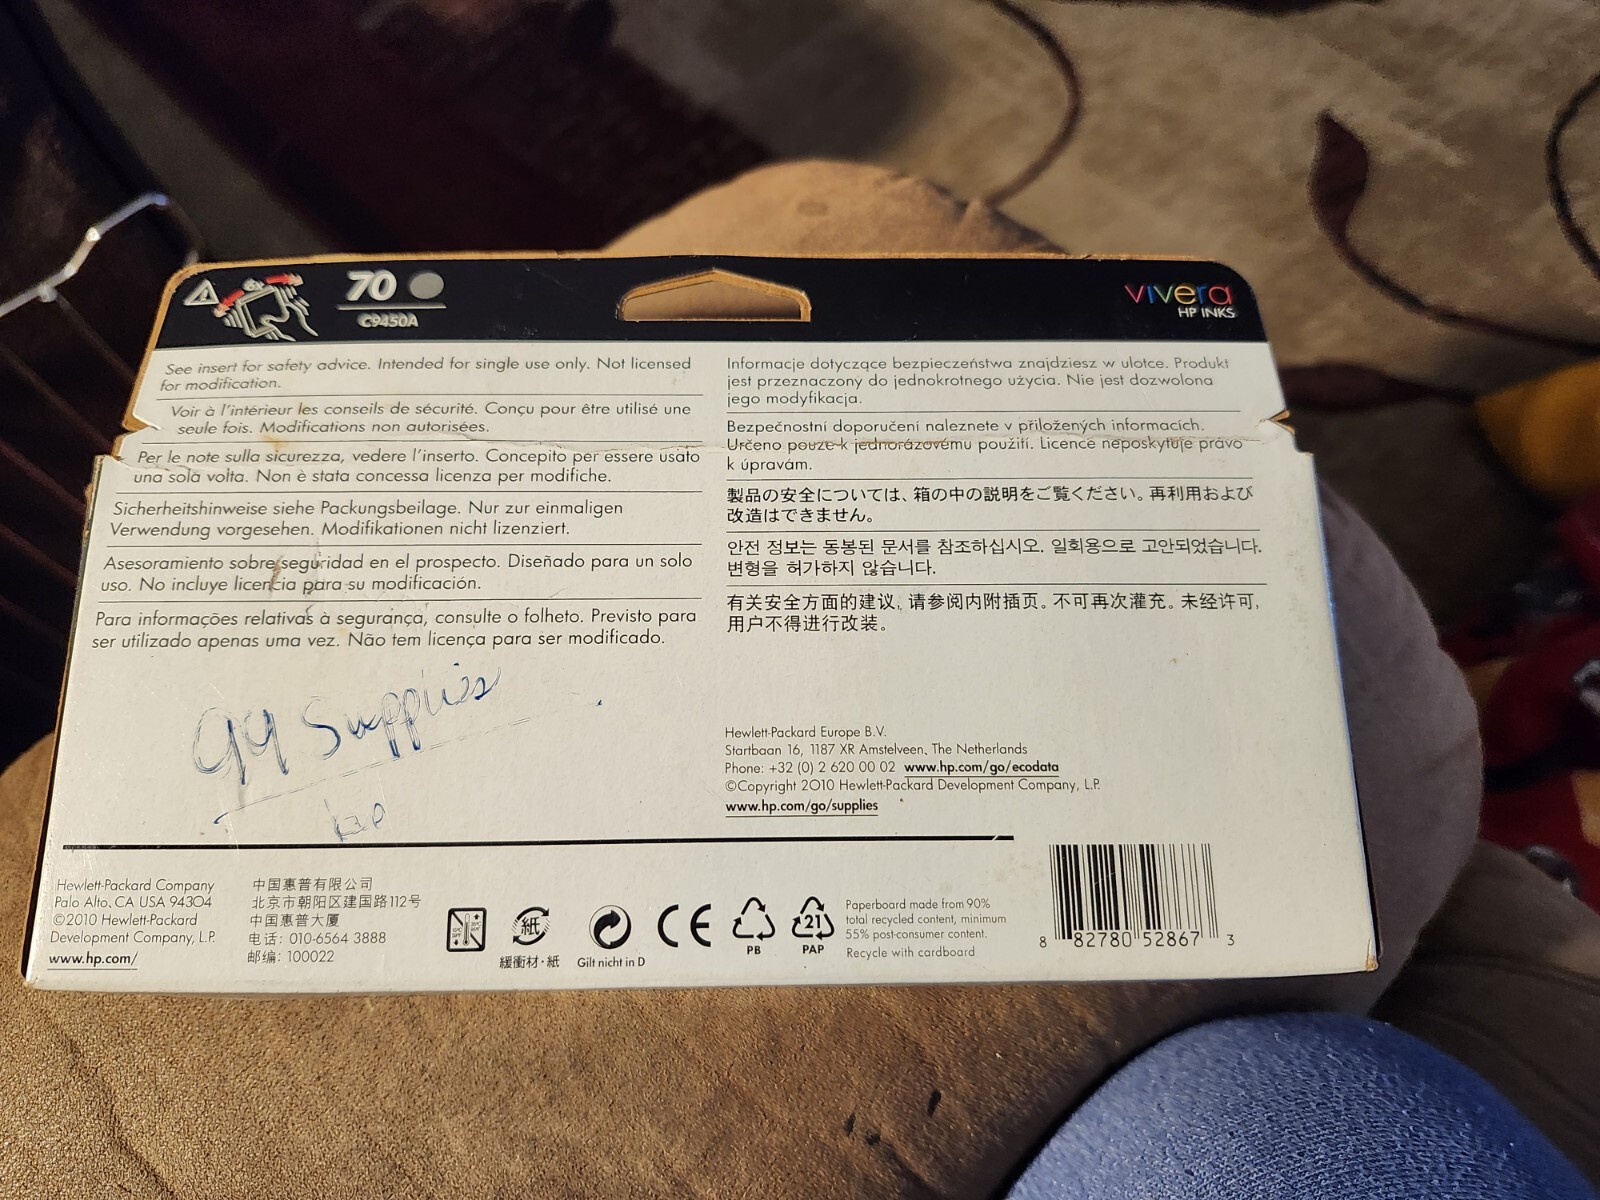 70
C9450A
vivera
HP INKS
See insert for safety advice. Intended for single use only. Not licensed
for modification.
Voir à l'intérieur les conseils de sécurité. Conçu pour être utilisé une
seule fois. Modifications non autorisées.
Per le note sulla sicurezza, vedere l'inserto. Concepito per essere usato
una sola volta. Non è stata concessa licenza per modifiche.
Sicherheitshinweise siehe Packungsbeilage. Nur zur einmaligen
Verwendung vorgesehen. Modifikationen nicht lizenziert.
Asesoramiento sobre seguridad en el prospecto. Diseñado para un solo
uso. No incluye licencia para su modificación.
Para informações relativas à segurança, consulte o folheto. Previsto para
ser utilizado apenas uma vez. Não tem licença para ser modificado.
Informacje dotyczące bezpieczeństwa znajdziesz w ulotce. Produkt
jest przeznaczony do jednokrotnego użycia. Nie jest dozwolona
jego modyfikacja.
Bezpečnostní doporučení naleznete v přiložených informacích.
Určeno pouze k jednorázovému použití. Licence neposkytuje právo
k úpravám.
製品の安全については、箱の中の説明をご覧ください。再利用および
改造はできません。
안전 정보는 동봉된 문서를 참조하십시오. 일회용으로 고안되었습니다.
변형을 허가하지 않습니다.
有关安全方面的建议，请参阅内附插页。不可再次灌充。未经许可，
用户不得进行改装。
99 Supplies
Hewlett-Packard Europe B.V.
Startbaan 16, 1187 XR Amstelveen, The Netherlands
Phone: +32 (0) 2 620 00 02 www.hp.com/go/ecodata
©Copyright 2010 Hewlett-Packard Development Company, L.P.
www.hp.com/go/supplies
Hewlett-Packard Company
Palo Alto, CA USA 94304
©2010 Hewlett-Packard
Development Company, L.P.
www.hp.com/
中国惠普有限公司
北京市朝阳区建国路112号
中国惠普大厦
电话: 010-6564 3888
邮编: 100022
紙
緩衝材・紙
Gilt nicht in D
CE
PB
21
PAP
Paperboard made from 90%
total recycled content, minimum
55% post-consumer content.
Recycle with cardboard
8 82780 52867 3